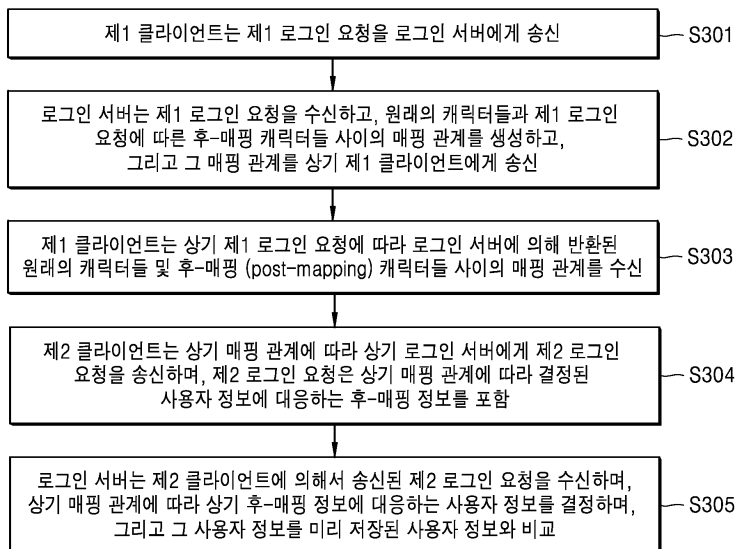 제1 클라이언트는 제1 로그인 요청을 로그인 서버에게 송신
S301
로그인 서버는 제1 로그인 요청을 수신하고, 원래의 캐릭터들과 제1 로그인
요청에 따른 후-매핑 캐릭터들 사이의 매핑 관계를 생성하고,
그리고 그 매핑 관계를 상기 제1 클라이언트에게 송신
S302
제1 클라이언트는 상기 제1 로그인 요청에 따라 로그인 서버에 의해 반환된
원래의 캐릭터들 및 후-매핑 (post-mapping) 캐릭터들 사이의 매핑 관계를 수신
S303
제2 클라이언트는 상기 매핑 관계에 따라 상기 로그인 서버에게 제2 로그인
요청을 송신하며, 제2 로그인 요청은 상기 매핑 관계에 따라 결정된
사용자 정보에 대응하는 후-매핑 정보를 포함
S304
로그인 서버는 제2 클라이언트에 의해서 송신된 제2 로그인 요청을 수신하며,
상기 매핑 관계에 따라 상기 후-매핑 정보에 대응하는 사용자 정보를 결정하며,
그리고 그 사용자 정보를 미리 저장된 사용자 정보와 비교
S305